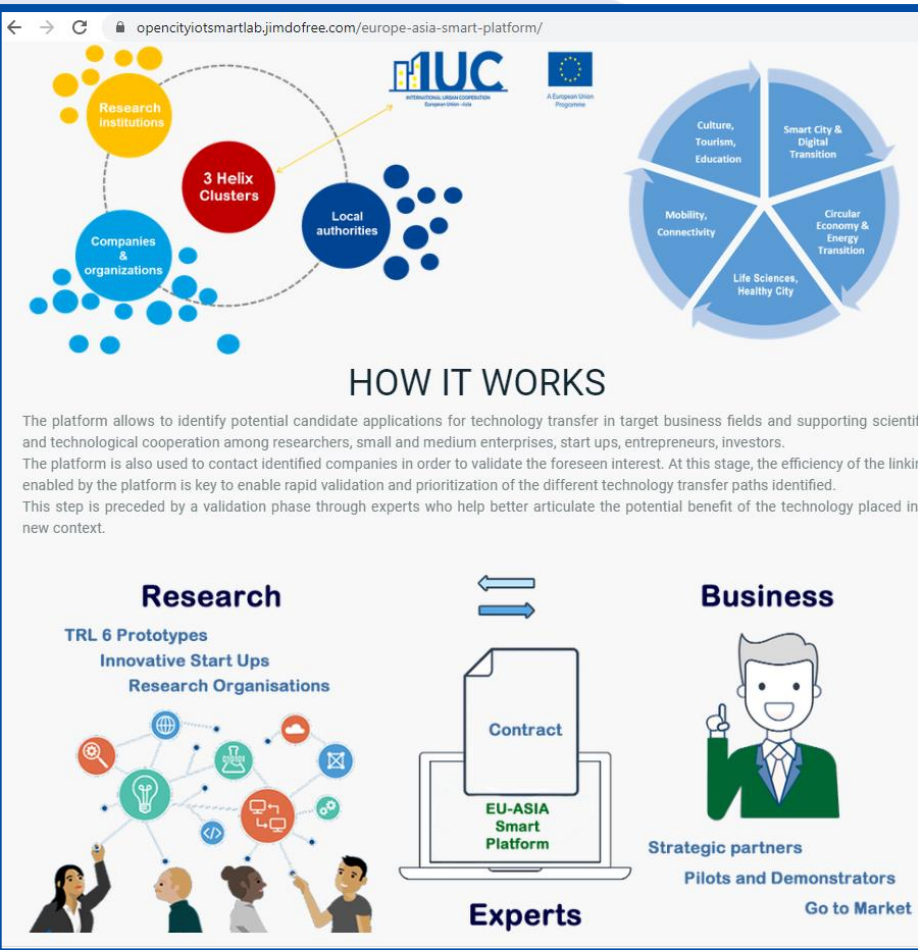 opencityiotsmartlab.jimdofree.com/europe-asia-smart-platform/
Research
institutions
3 Helix
Clusters
Local
authorities
Companies
&
organizations
IUC
INTERNATIONAL URBAN COOPERATION
European Union - Asia
A European Union
Programme
Culture,
Tourism,
Education
Smart City &
Digital
Transition
Mobility,
Connectivity
Circular
Economy &
Energy
Transition
Life Sciences,
Healthy City
HOW IT WORKS
The platform allows to identify potential candidate applications for technology transfer in target business fields and supporting scientif
and technological cooperation among researchers, small and medium enterprises, start ups, entrepreneurs, investors.
The platform is also used to contact identified companies in order to validate the foreseen interest. At this stage, the efficiency of the linkin
enabled by the platform is key to enable rapid validation and prioritization of the different technology transfer paths identified.
This step is preceded by a validation phase through experts who help better articulate the potential benefit of the technology placed in
new context.
Research
TRL 6 Prototypes
Innovative Start Ups
Research Organisations
Contract
EU-ASIA
Smart
Platform
Experts
Business
Strategic partners
Pilots and Demonstrators
Go to Market